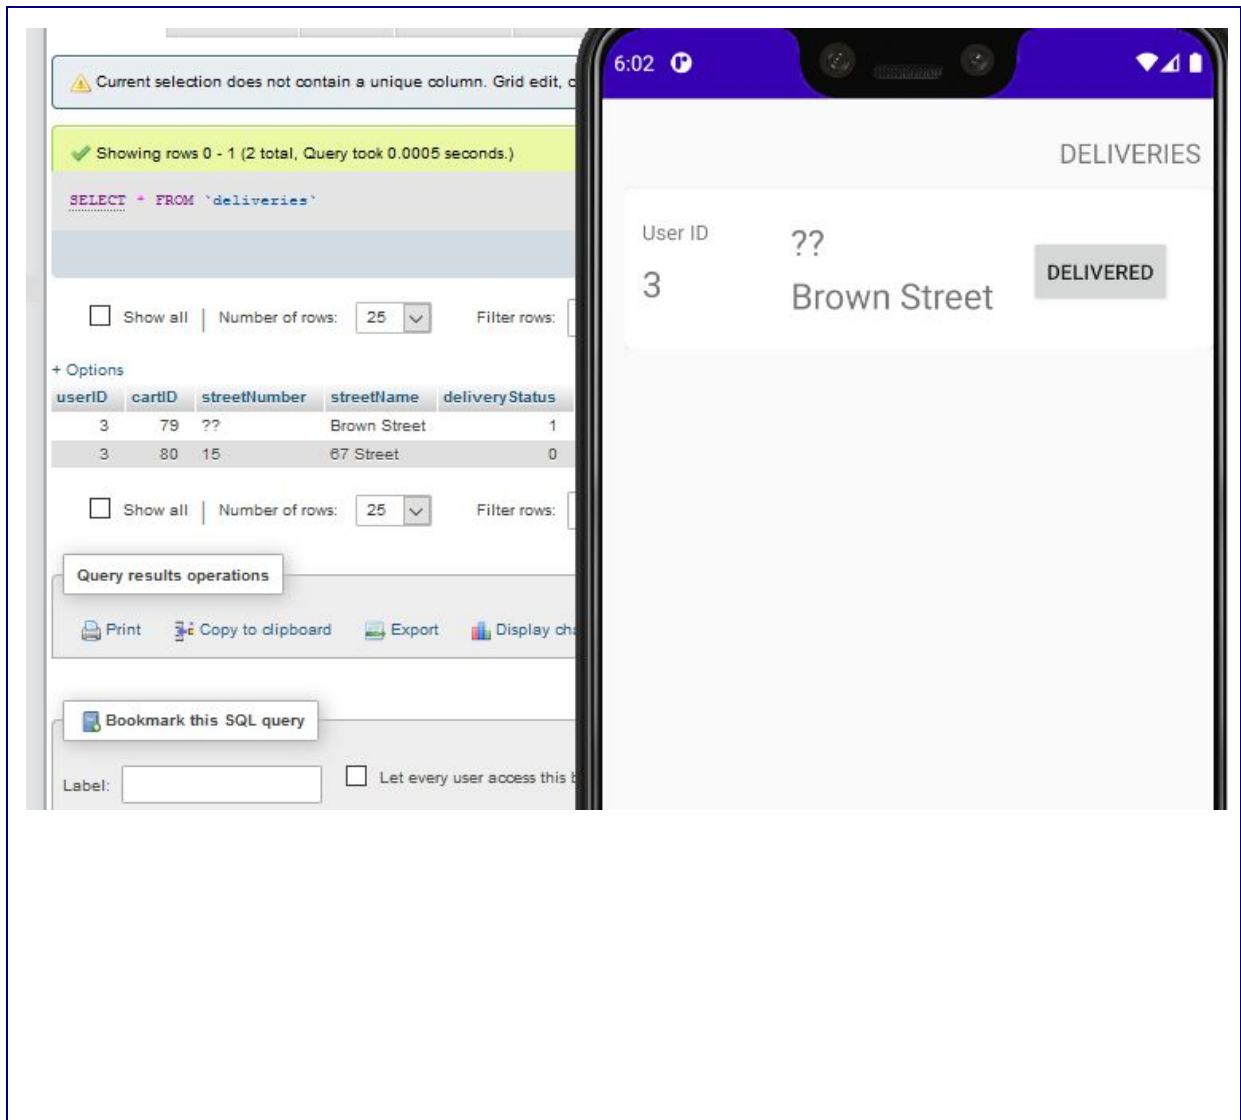 Current selection does not contain a unique column. Grid edit, c
Showing rows 0 - 1 (2 total, Query took 0.0005 seconds.)
SELECT * FROM `deliveries`
Show all | Number of rows: 25 Filter rows:
+ Options
userID cartID streetNumber streetName deliveryStatus
3 79 ?? Brown Street 1
3 80 15 67 Street 0
Show all | Number of rows: 25 Filter rows:
Query results operations
Print Copy to clipboard Export Display cha
Bookmark this SQL query
Label: Let every user access this b
6:02
DELIVERIES
User ID
3
??
Brown Street
DELIVERED